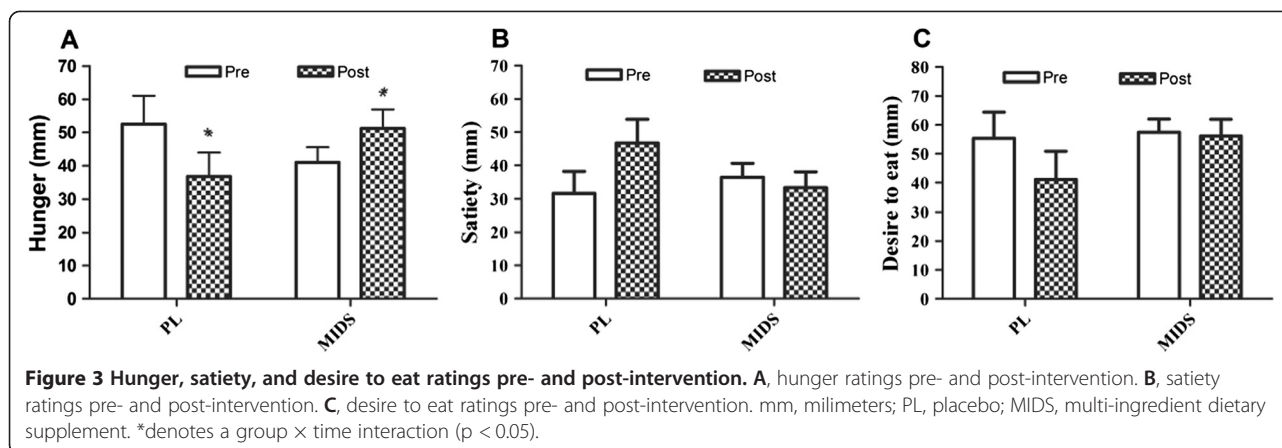 A
Pre
Post
Hunger (mm)
70
60
50
40
30
20
10
0
*
*
PL
MIDS
B
Pre
Post
Satiety (mm)
70
60
50
40
30
20
10
0
PL
MIDS
C
Pre
Post
Desire to eat (mm)
80
70
60
50
40
30
20
10
0
PL
MIDS
Figure 3 Hunger, satiety, and desire to eat ratings pre- and post-intervention. A, hunger ratings pre- and post-intervention. B, satiety
ratings pre- and post-intervention. C, desire to eat ratings pre- and post-intervention. mm, milimeters; PL, placebo; MIDS, multi-ingredient dietary
supplement. *denotes a group × time interaction (p < 0.05).